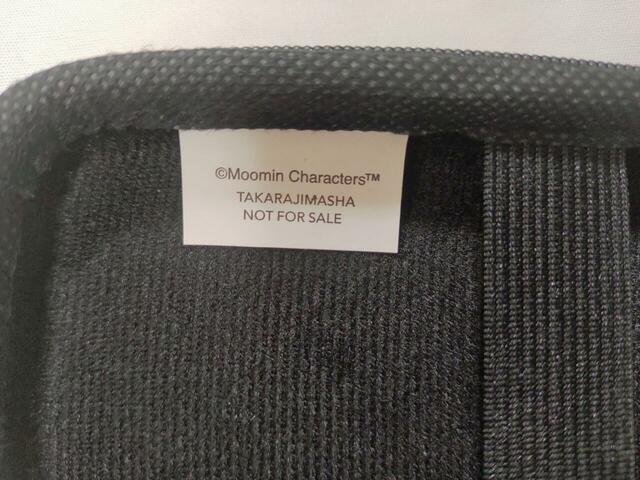 ©Moomin Characters™
TAKARAJIMASHA
NOT FOR SALE